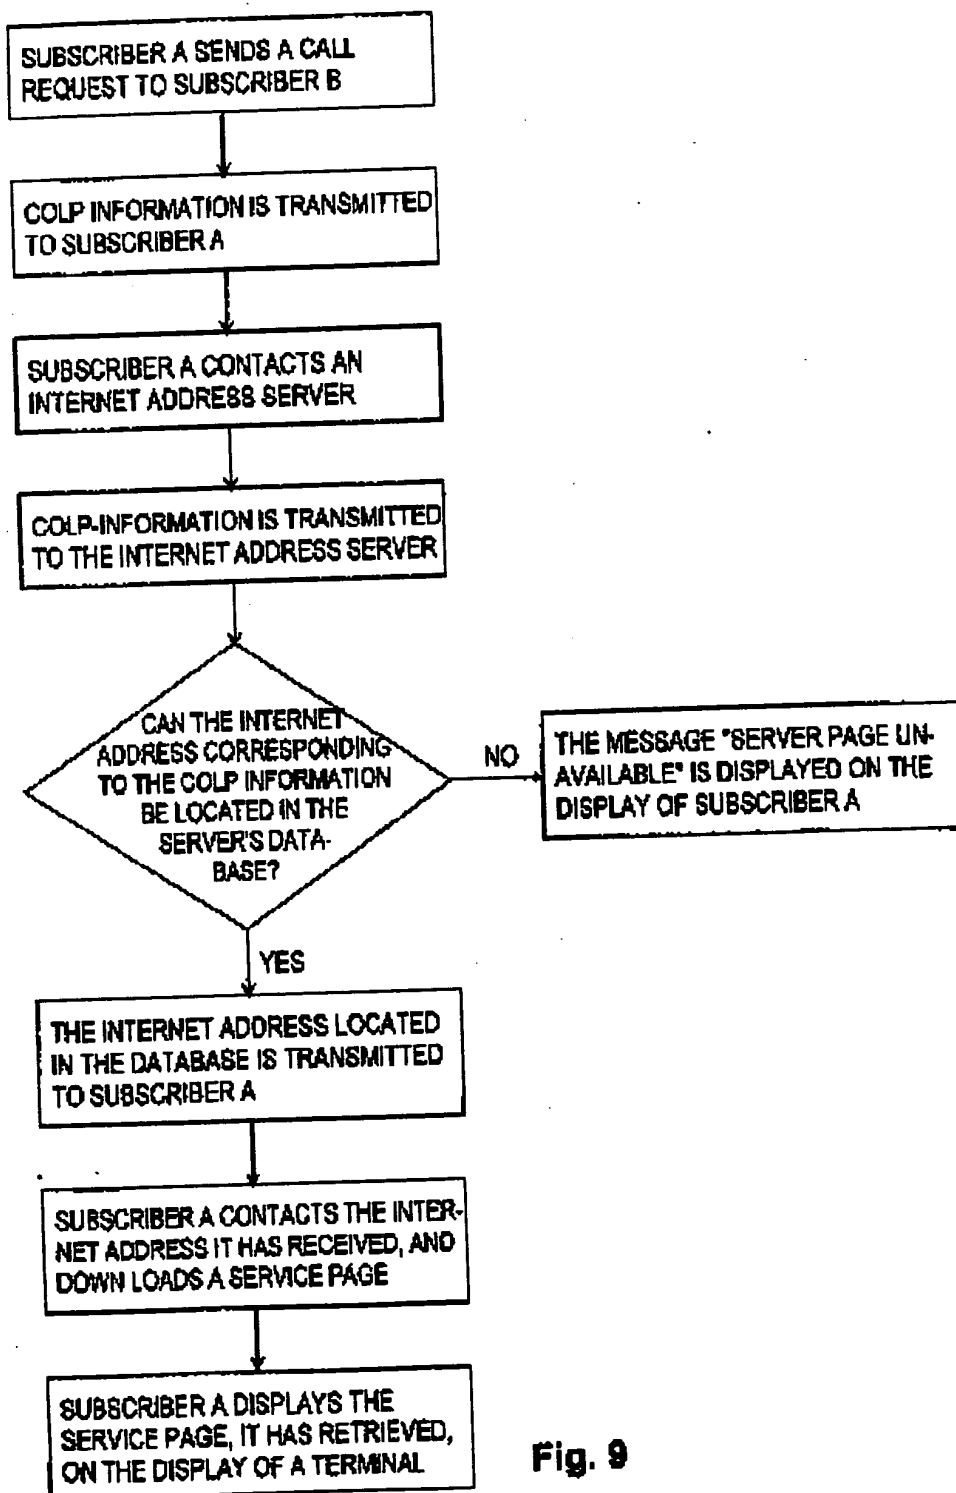 SUBSCRIBER A SENDS A CALL
REQUEST TO SUBSCRIBER B
COLP INFORMATION IS TRANSMITTED
TO SUBSCRIBER A
SUBSCRIBER A CONTACTS AN
INTERNET ADDRESS SERVER
COLP-INFORMATION IS TRANSMITTED
TO THE INTERNET ADDRESS SERVER
CAN THE INTERNET
ADDRESS CORRESPONDING
TO THE COLP INFORMATION
BE LOCATED IN THE
SERVER'S DATA-
BASE?
NO
THE MESSAGE "SERVER PAGE UN-
AVAILABLE" IS DISPLAYED ON THE
DISPLAY OF SUBSCRIBER A
YES
THE INTERNET ADDRESS LOCATED
IN THE DATABASE IS TRANSMITTED
TO SUBSCRIBER A
SUBSCRIBER A CONTACTS THE INTER-
NET ADDRESS IT HAS RECEIVED, AND
DOWN LOADS A SERVICE PAGE
SUBSCRIBER A DISPLAYS THE
SERVICE PAGE, IT HAS RETRIEVED,
ON THE DISPLAY OF A TERMINAL
Fig. 9